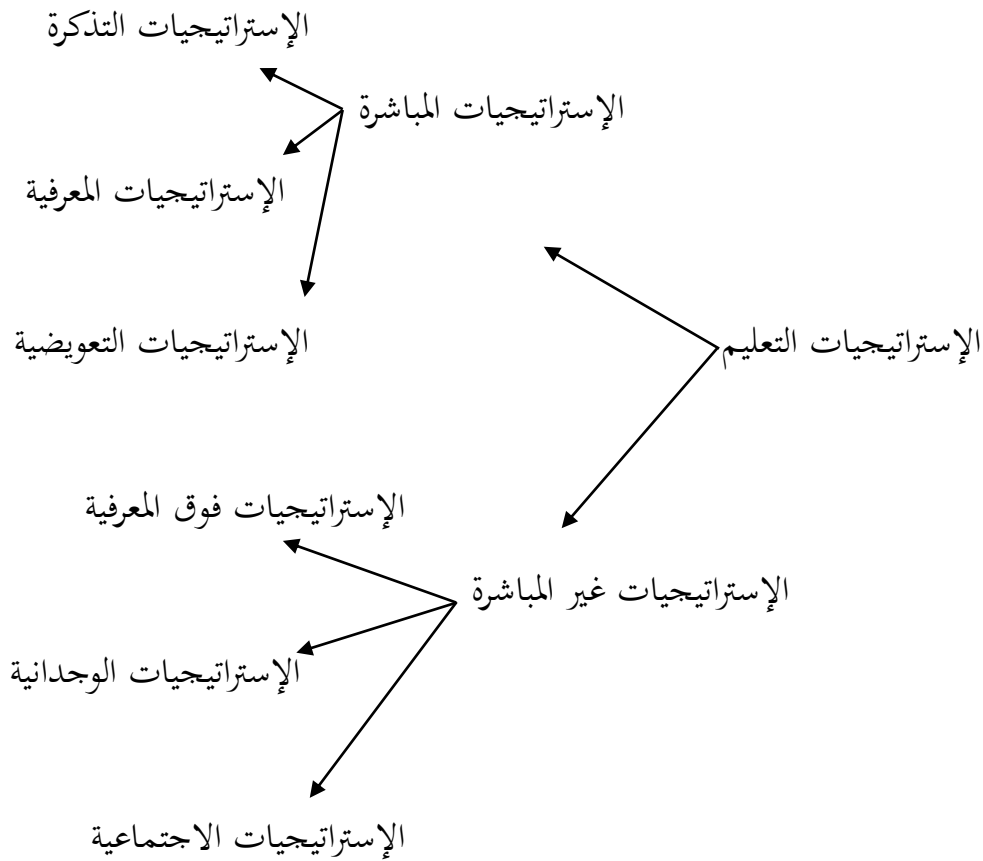 الإستراتيجيات التذكرة
الإستراتيجيات المباشرة
الإستراتيجيات المعرفية
الإستراتيجيات التعليم
الإستراتيجيات التعويضية
الإستراتيجيات فوق المعرفية
الإستراتيجيات غير المباشرة
الإستراتيجيات الوجدانية
الإستراتيجيات الاجتماعية